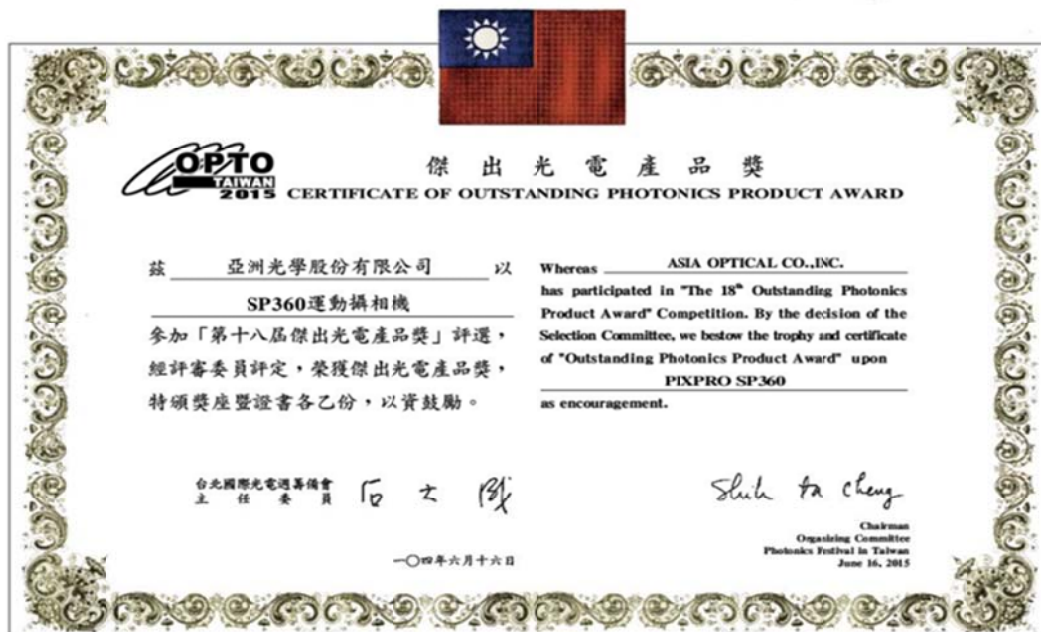 OPTO
TAIWAN
2015
傑出光電產品獎
CERTIFICATE OF OUTSTANDING PHOTONICS PRODUCT AWARD
茲 亞洲光學股份有限公司 以
SP360運動攝相機
參加「第十八屆傑出光電產品獎」評選，
經評審委員評定，榮獲傑出光電產品獎，
特頒獎座暨證書各乙份，以資鼓勵。
台北國際光電週籌備會
主任委員
一〇四年六月十六日
Whereas ASIA OPTICAL CO.,INC.
has participated in "The 18th Outstanding Photonics
Product Award" Competition. By the decision of the
Selection Committee, we bestow the trophy and certificate
of "Outstanding Photonics Product Award" upon
PIXPRO SP360
as encouragement.
Shih ta Cheng
Chairman
Organizing Committee
Photonics Festival in Taiwan
June 16, 2015